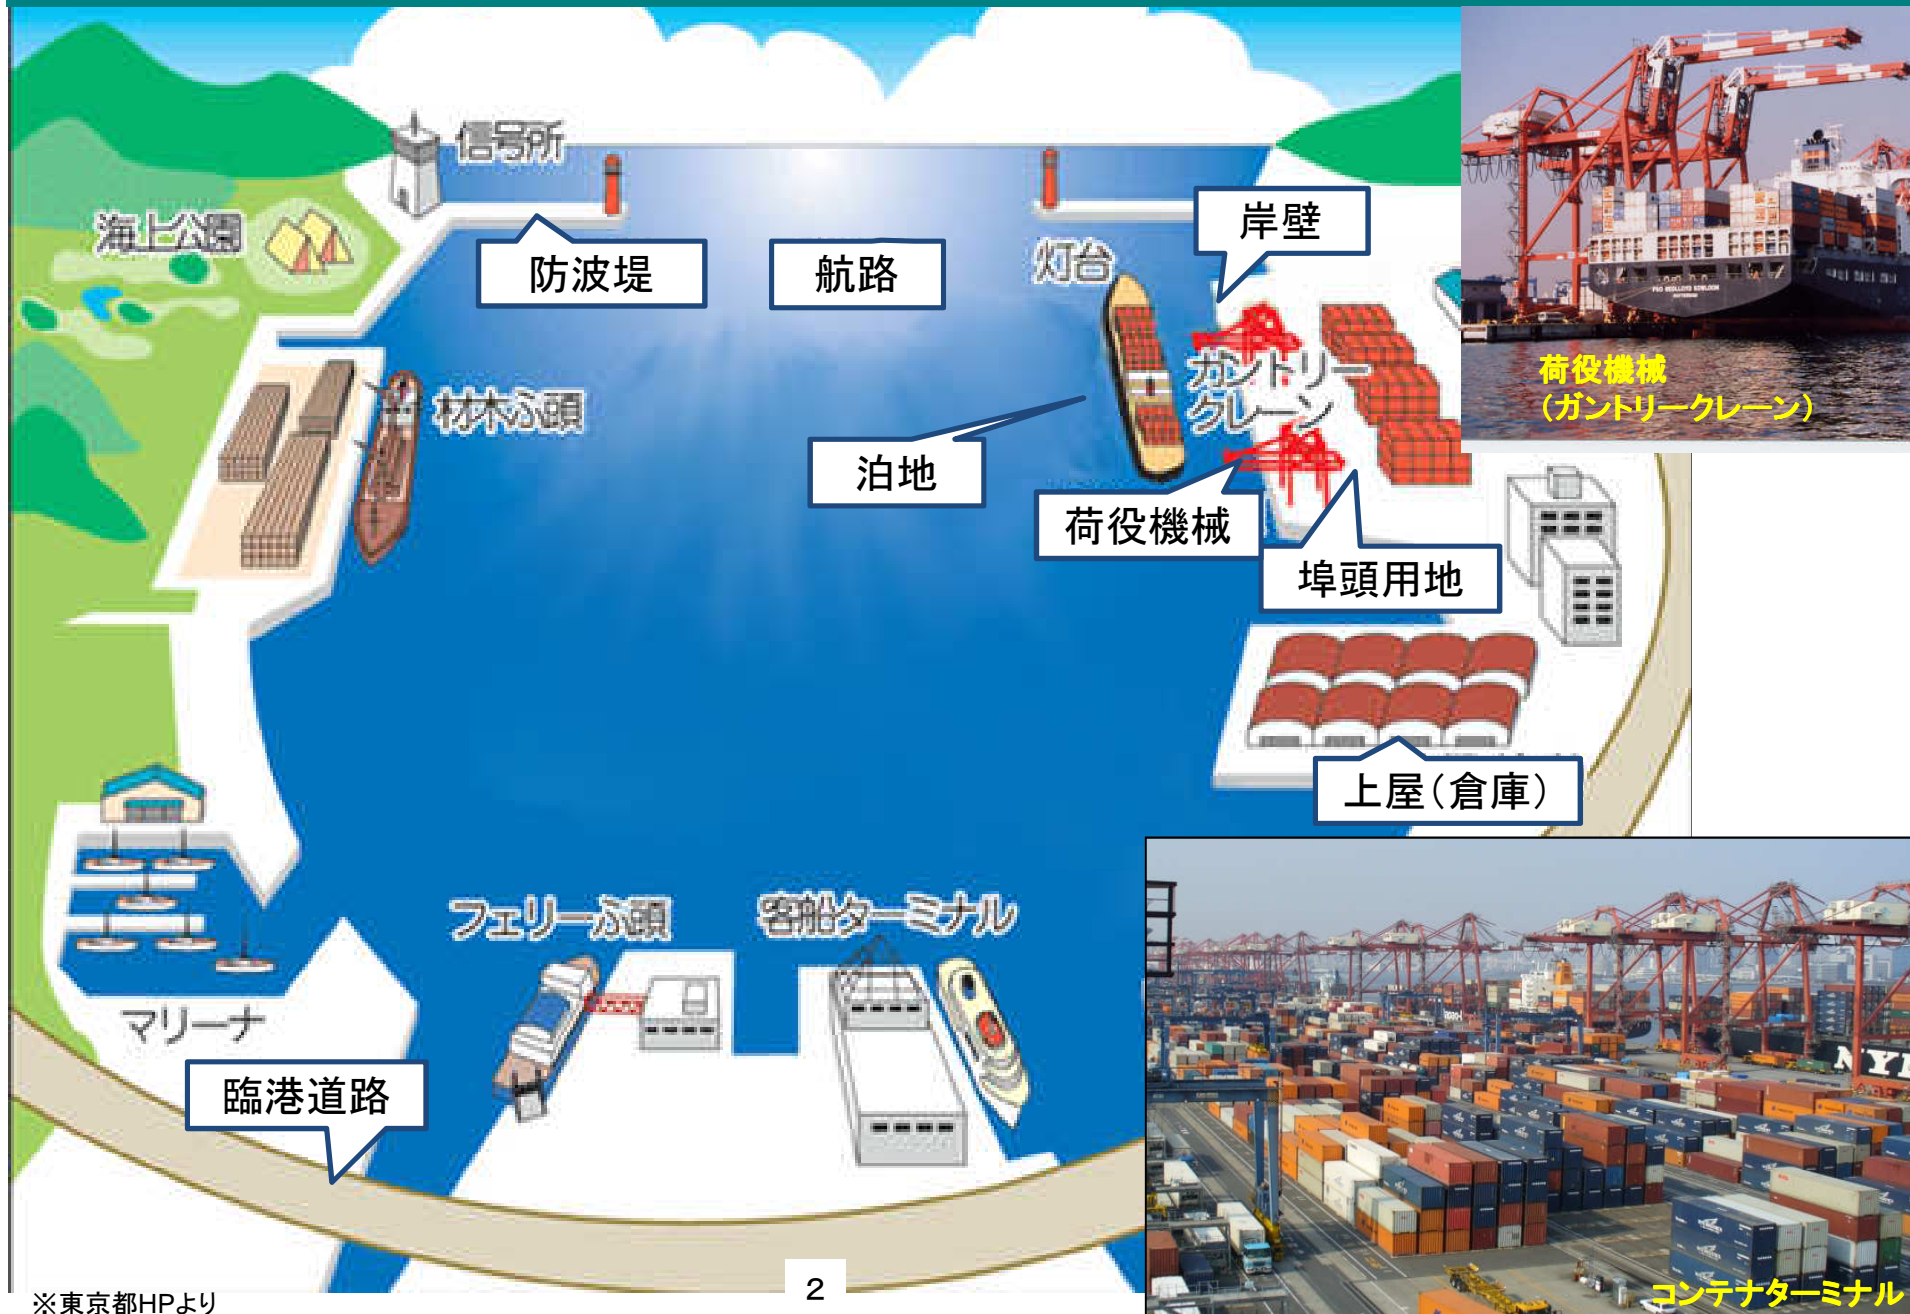 信号所
海上公園
防波堤
航路
灯台
岸壁
材木ふ頭
ガントリー
クレーン
泊地
荷役機械
埠頭用地
上屋（倉庫）
フェリーふ頭
客船ターミナル
マリーナ
臨港道路
荷役機械
（ガントリークレーン）
P&O NEDLLOYD KOWLOON
NY
コンテナターミナル
2
※東京都HPより